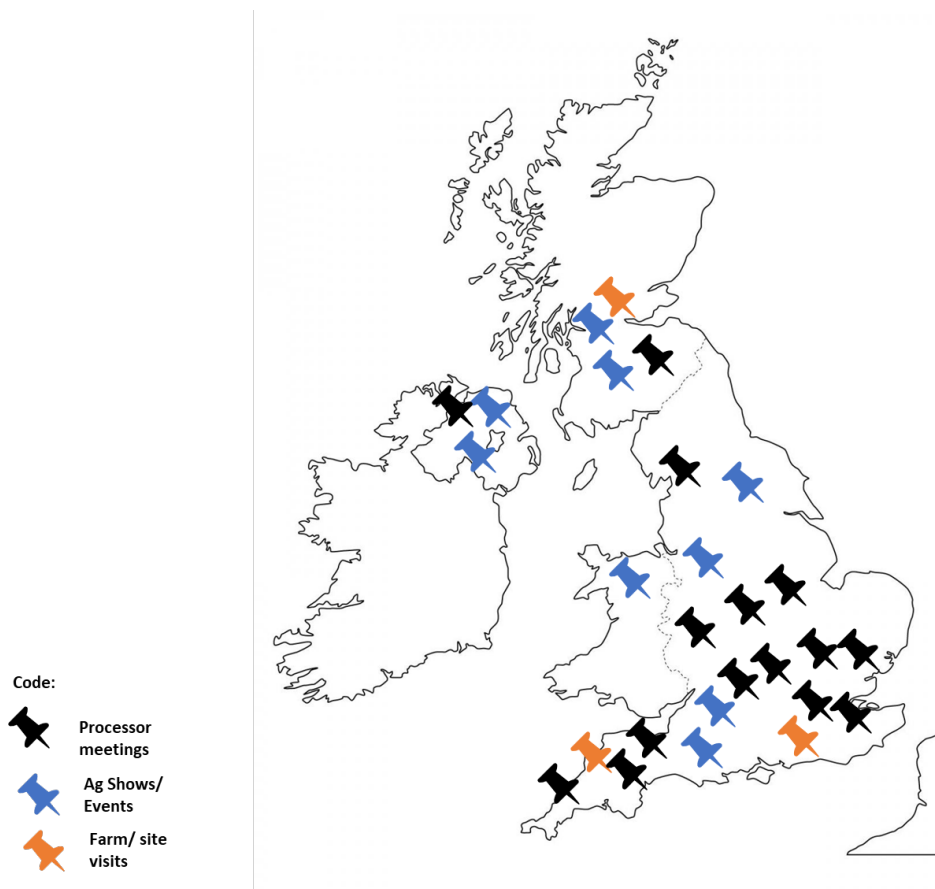 Code:
Processor
meetings
Ag Shows/
Events
Farm/ site
visits